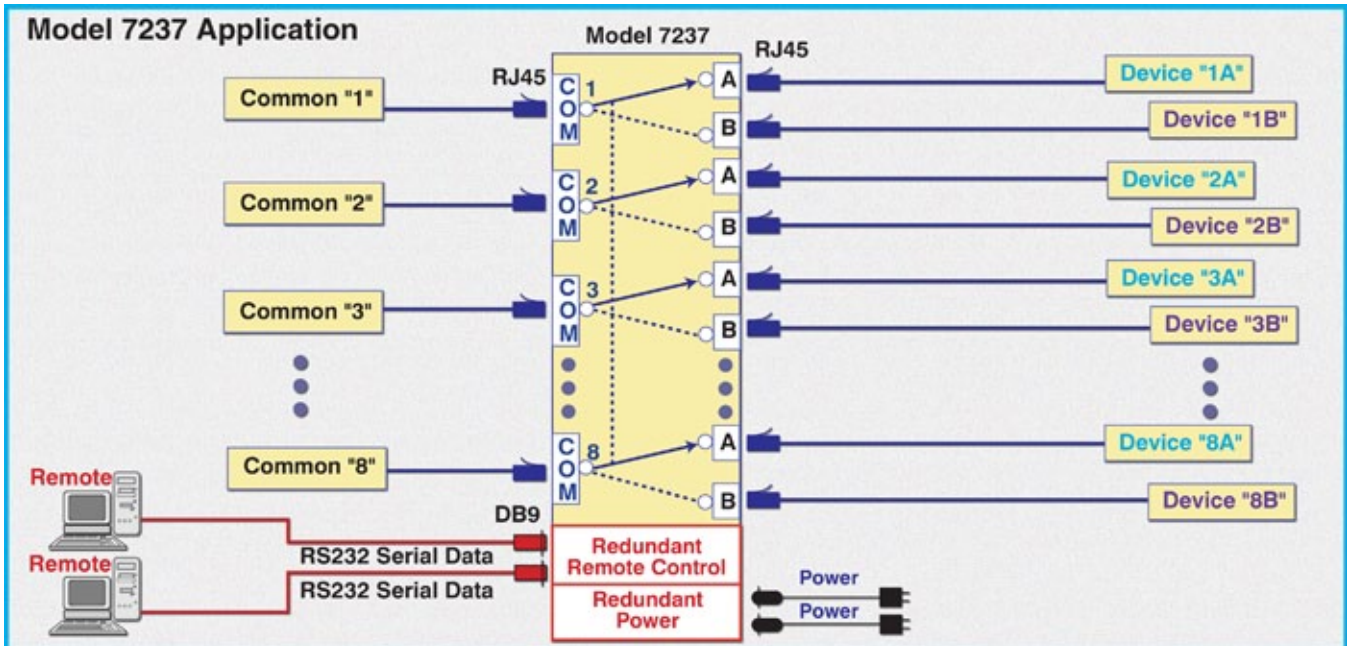 Model 7237 Application
Model 7237
RJ45
RJ45
Common "1"
COM
1
A
B
Device "1A"
Device "1B"
Common "2"
COM
2
A
B
Device "2A"
Device "2B"
Common "3"
COM
3
A
B
Device "3A"
Device "3B"
Common "8"
COM
8
A
B
Device "8A"
Device "8B"
Remote
DB9
RS232 Serial Data
Remote
RS232 Serial Data
Redundant
Remote Control
Redundant
Power
Power
Power